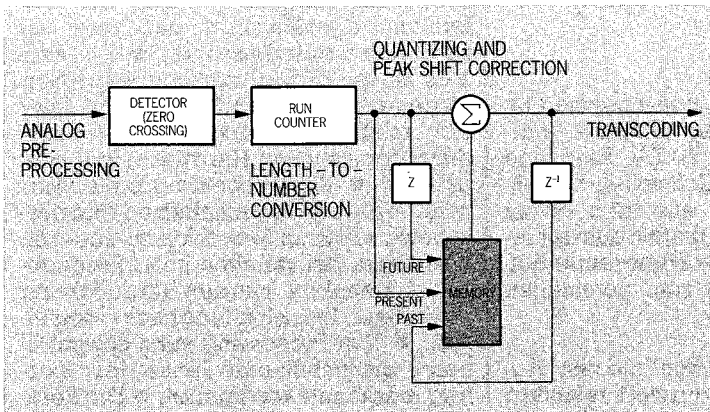 QUANTIZING AND
PEAK SHIFT CORRECTION
DETECTOR
(ZERO
CROSSING)
RUN
COUNTER
Σ
ANALOG
PRE-
PROCESSING
TRANSCODING
LENGTH – TO –
NUMBER
CONVERSION
Z
Z⁻¹
FUTURE
PRESENT
PAST
MEMORY